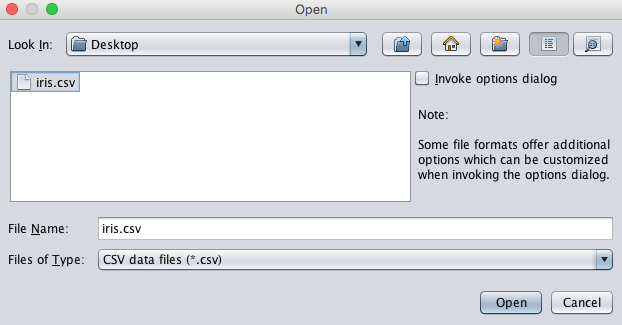 Open
Look In: Desktop
iris.csv
Invoke options dialog
Note:
Some file formats offer additional
options which can be customized
when invoking the options dialog.
File Name: iris.csv
Files of Type: CSV data files (*.csv)
Open Cancel